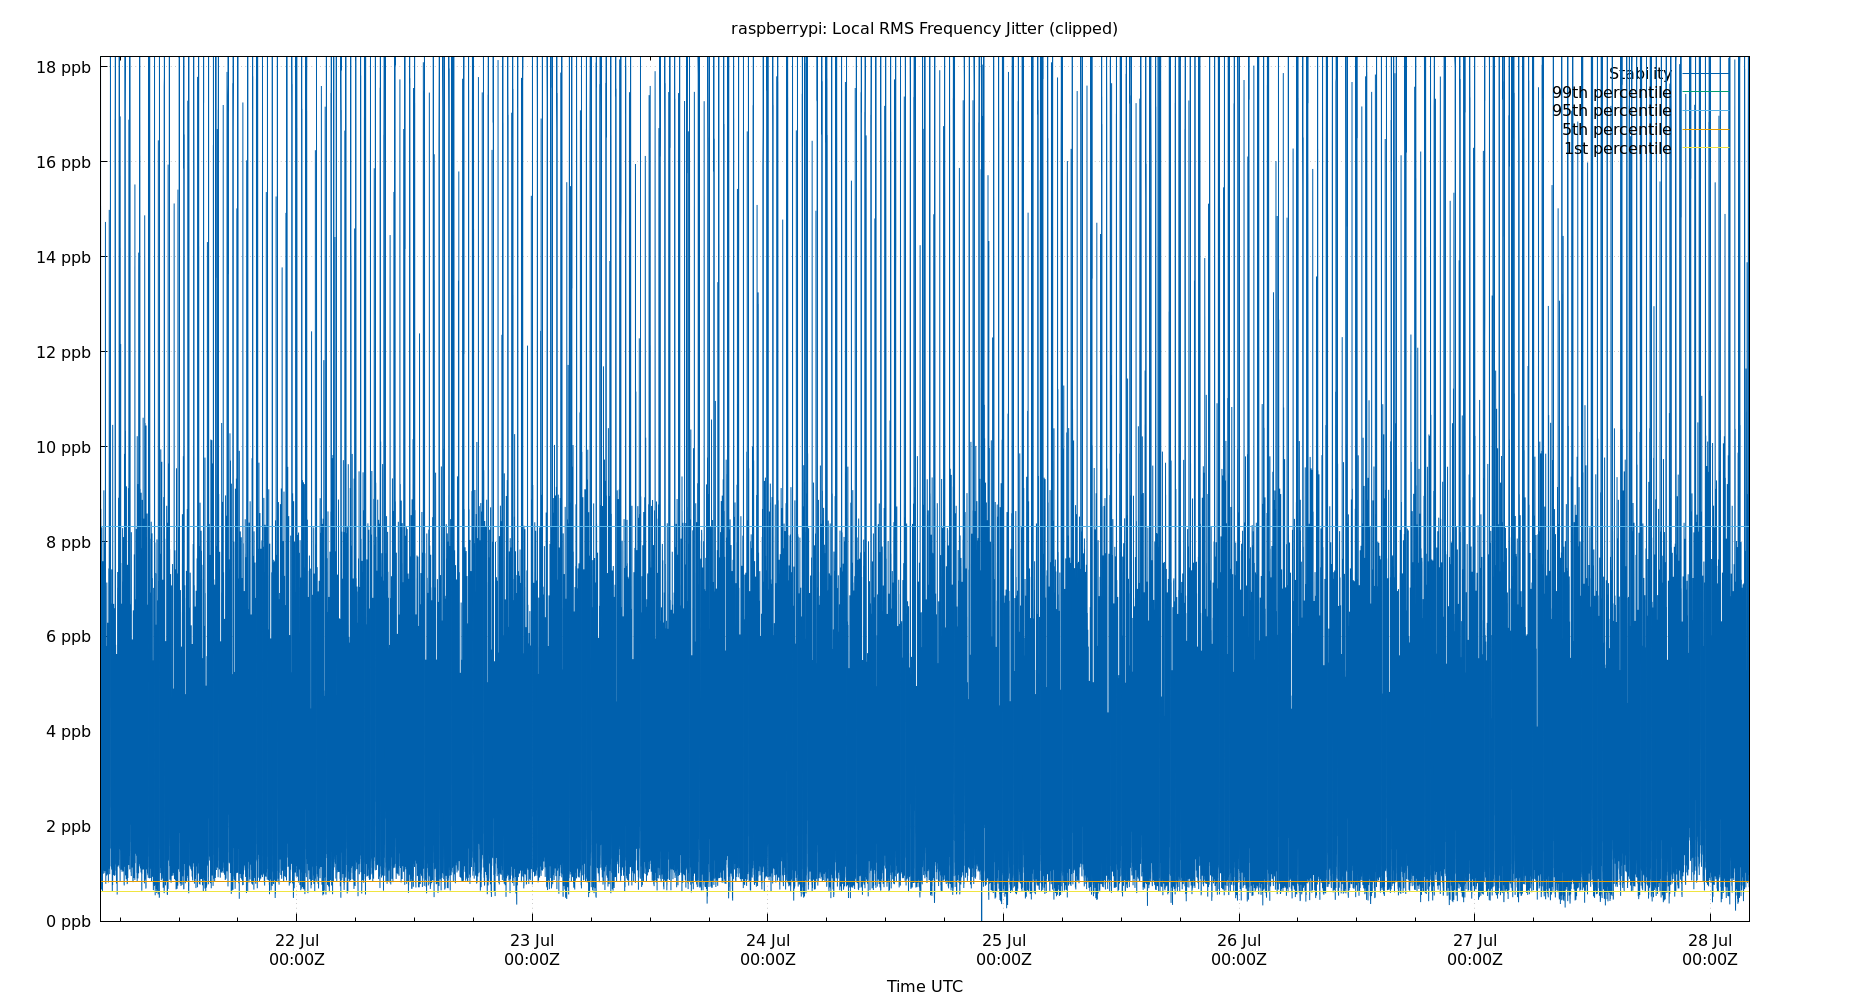 raspberrypi: Local RMS Frequency Jitter (clipped)
18 ppb
16 ppb
14 ppb
12 ppb
10 ppb
8 ppb
6 ppb
4 ppb
2 ppb
0 ppb
Stability
99th percentile
95th percentile
5th percentile
1st percentile
22 Jul
00:00Z
23 Jul
00:00Z
24 Jul
00:00Z
25 Jul
00:00Z
26 Jul
00:00Z
27 Jul
00:00Z
28 Jul
00:00Z
Time UTC